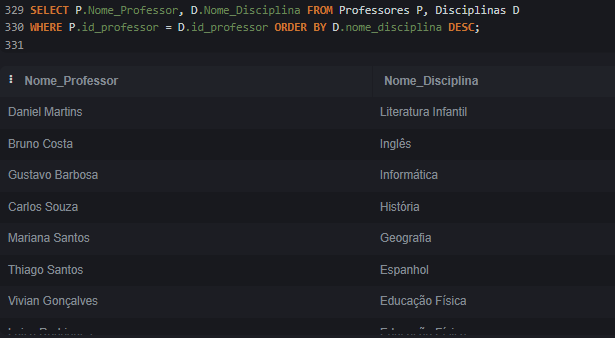 329 SELECT P.Nome_Professor, D.Nome_Disciplina FROM Professores P, Disciplinas D
330 WHERE P.id_professor = D.id_professor ORDER BY D.nome_disciplina DESC;
331
Nome_Professor Nome_Disciplina
Daniel Martins Literatura Infantil
Bruno Costa Inglês
Gustavo Barbosa Informática
Carlos Souza História
Mariana Santos Geografia
Thiago Santos Espanhol
Vivian Gonçalves Educação Física
Educação Física